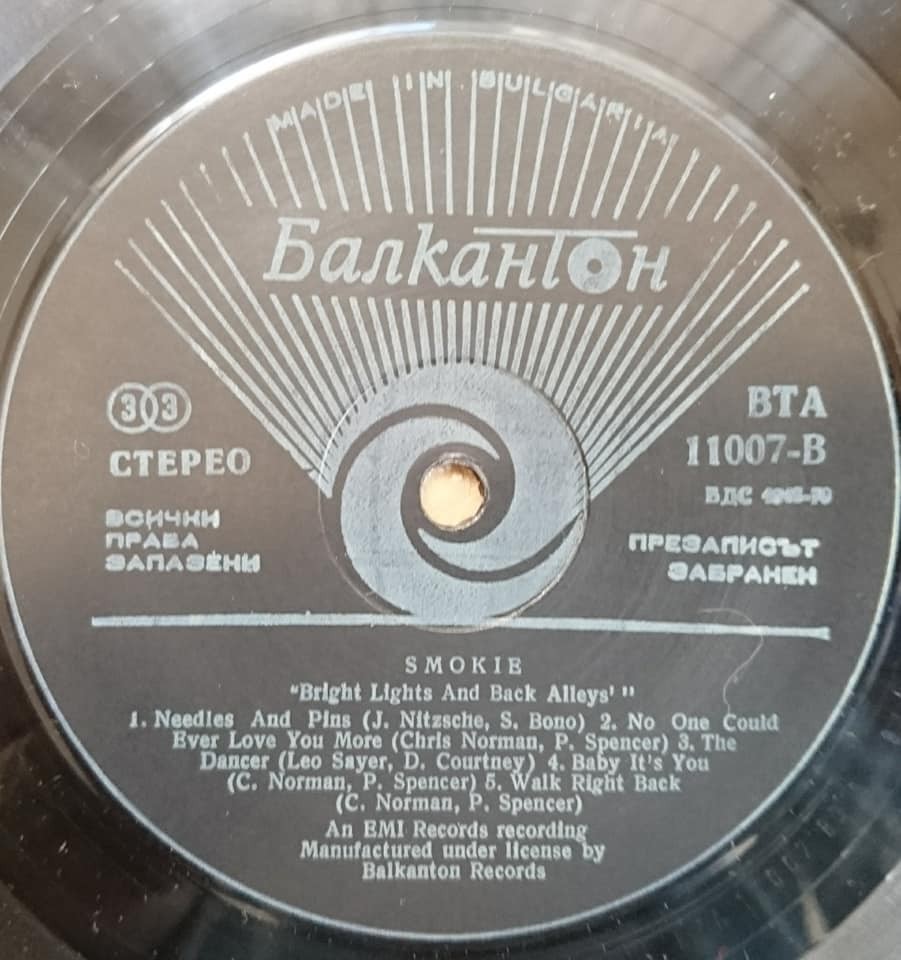 MADE IN BULGARIA
Балкантон
33
СТЕРЕО
ВСИЧКИ
ПРАВА
ЗАПАЗЕНИ
ВТА
11007-В
БДС
ПРЕЗАПИСЪТ
ЗАБРАНЕН
SMOKIE
"Bright Lights And Back Alleys' "
1. Needles And Pins (J. Nitzsche, S. Bono) 2. No One Could
Ever Love You More (Chris Norman, P. Spencer) 3. The
Dancer (Leo Sayer, D. Courtney) 4. Baby It's You
(C. Norman, P. Spencer) 5. Walk Right Back
(C. Norman, P. Spencer)
An EMI Records recording
Manufactured under license by
Balkanton Records